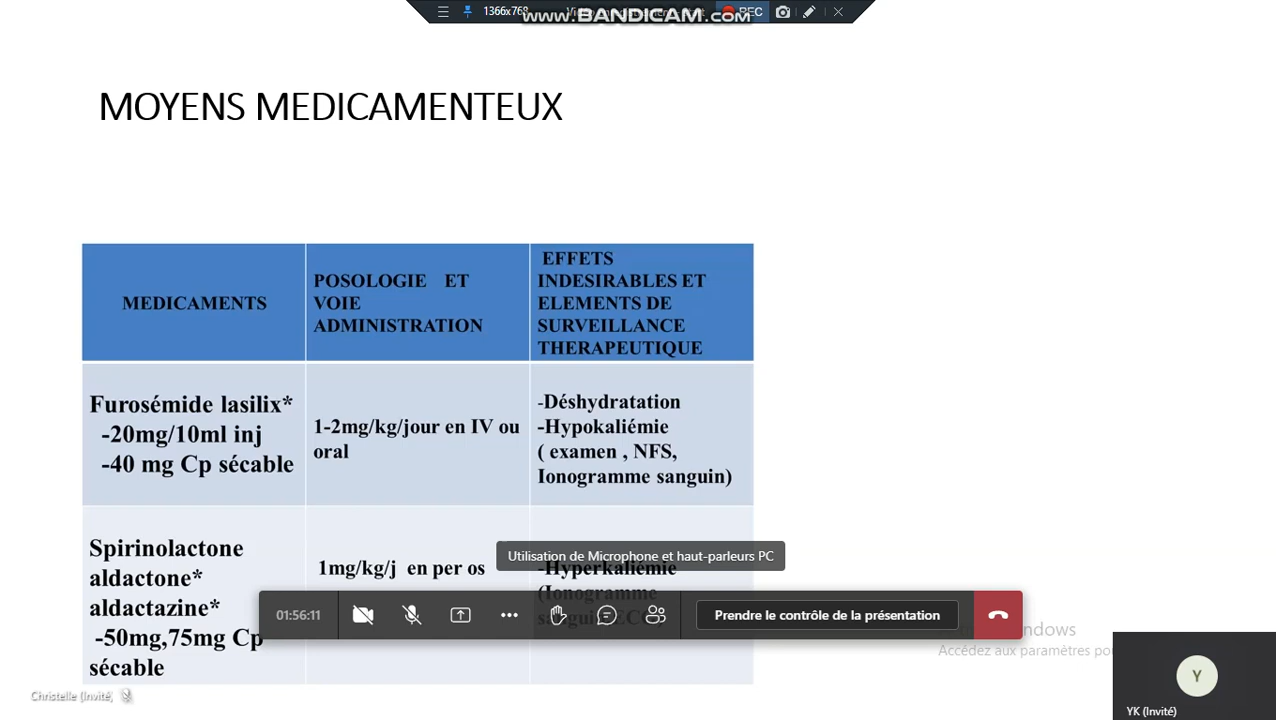 1366x768
www.BANDICAM.com
REC
MOYENS MEDICAMENTEUX
MEDICAMENTS
POSOLOGIE ET
VOIE
ADMINISTRATION
EFFETS
INDESIRABLES ET
ELEMENTS DE
SURVEILLANCE
THERAPEUTIQUE
Furosémide lasilix*
-20mg/10ml inj
-40 mg Cp sécable
1-2mg/kg/jour en IV ou
oral
-Déshydratation
-Hypokaliémie
( examen , NFS,
Ionogramme sanguin)
Spirinolactone
aldactone*
aldactazine*
-50mg,75mg Cp
sécable
1mg/kg/j en per os
-Hyperkaliémie
(Ionogramme
Utilisation de Microphone et haut-parleurs PC
01:56:11
Prendre le contrôle de la présentation
Accédez aux paramètres
Christelle (Invité)
Y
YK (Invité)